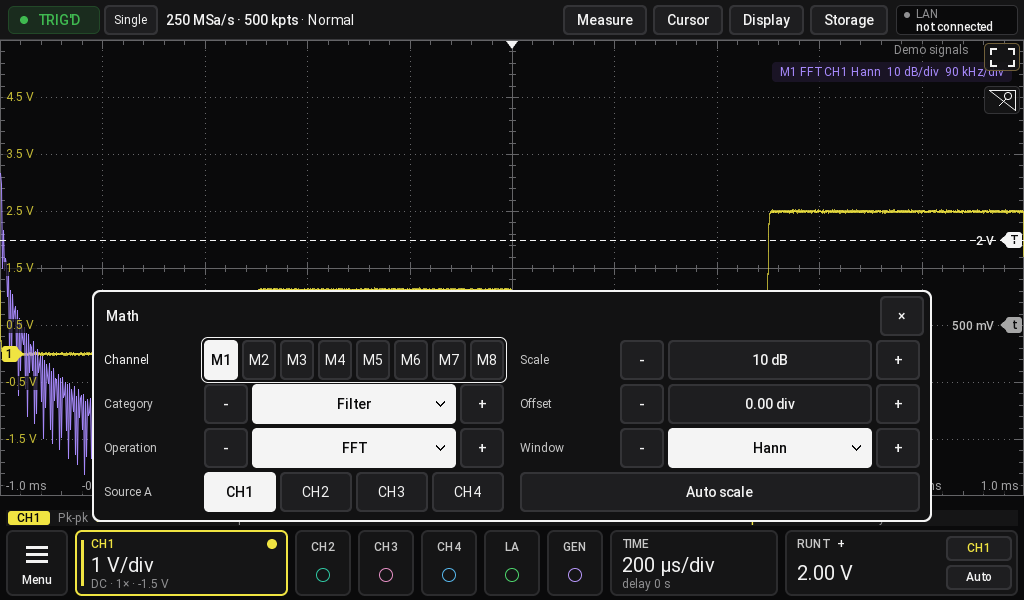 TRIG'D
Single
250 MSa/s · 500 kpts · Normal
Measure
Cursor
Display
Storage
LAN
not connected
Demo signals
M1 FFT CH1 Hann 10 dB/div 90 kHz/div
4.5 V
3.5 V
2.5 V
2 V
T
1.5 V
0.5 V
500 mV
t
1
-0.5 V
-1.5 V
-1.0 ms
1.0 ms
Math
×
Channel
M1
M2
M3
M4
M5
M6
M7
M8
Scale
-
10 dB
+
Category
-
Filter
+
Offset
-
0.00 div
+
Operation
-
FFT
+
Window
-
Hann
+
Source A
CH1
CH2
CH3
CH4
Auto scale
CH1
Pk-pk
Menu
CH1
1 V/div
DC · 1× · -1.5 V
CH2
CH3
CH4
LA
GEN
TIME
200 µs/div
delay 0 s
RUNT +
2.00 V
CH1
Auto